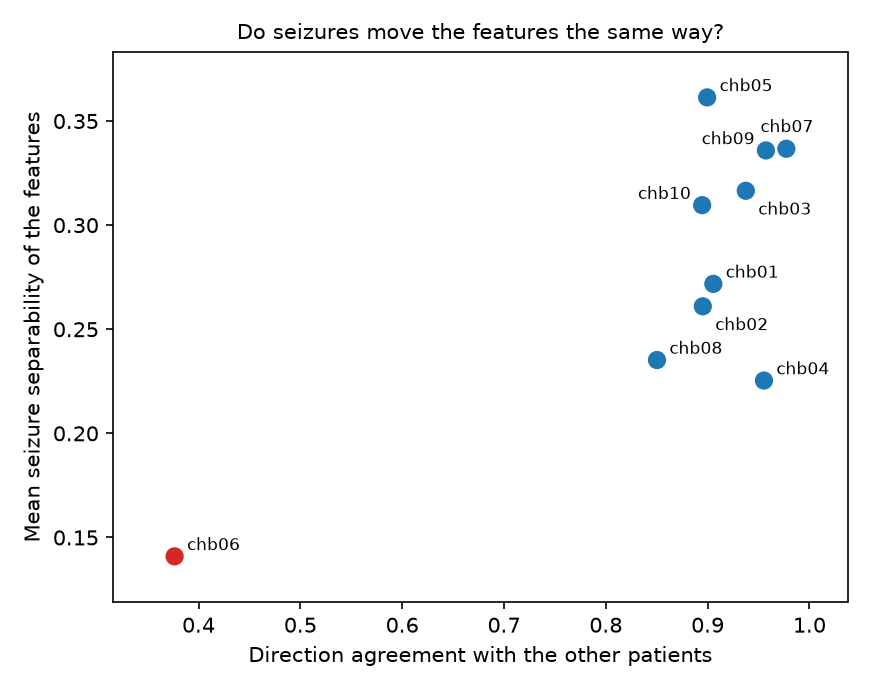 Do seizures move the features the same way?
Mean seizure separability of the features
0.35
0.30
0.25
0.20
0.15
chb05
chb07
chb09
chb10
chb03
chb01
chb02
chb08
chb04
chb06
0.4 0.5 0.6 0.7 0.8 0.9 1.0
Direction agreement with the other patients